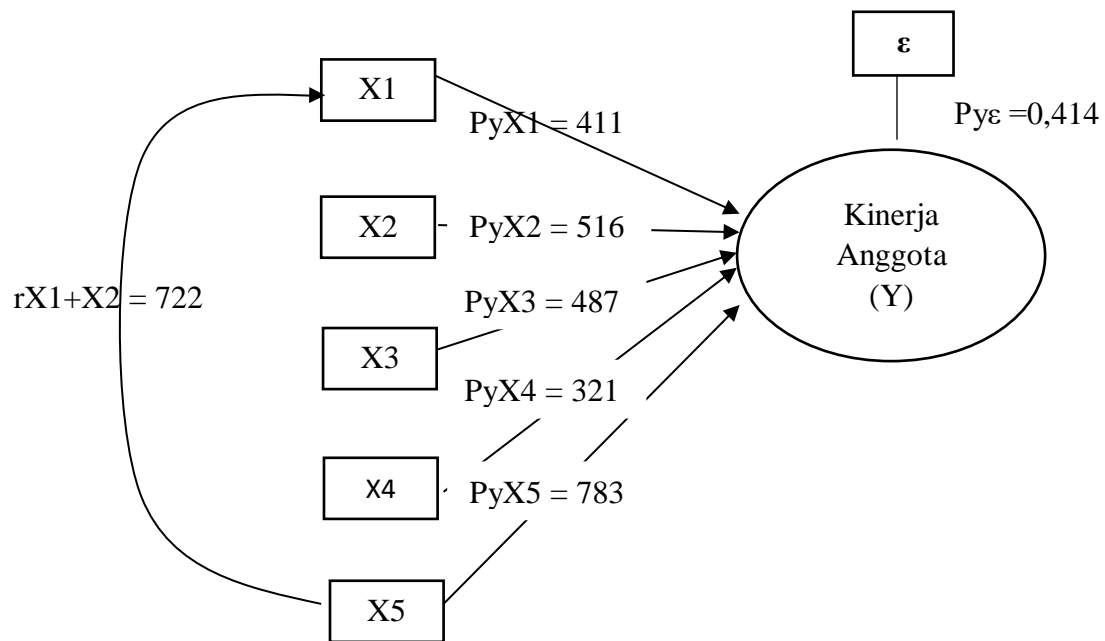 ε
X1
PyX1 = 411
Pyε =0,414
X2
PyX2 = 516
Kinerja
Anggota
(Y)
rX1+X2 = 722
PyX3 = 487
X3
PyX4 = 321
X4
PyX5 = 783
X5